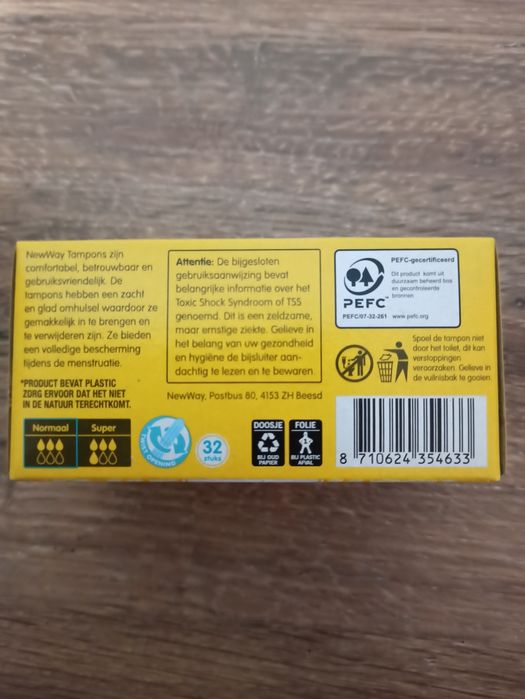 NewWay Tampons zijn
comfortabel, betrouwbaar en
gebruiksvriendelijk. De
tampons hebben een zacht
en glad omhulsel waardoor ze
gemakkelijk in te brengen en
te verwijderen zijn. Ze bieden
een volledige bescherming
tijdens de menstruatie.
*PRODUCT BEVAT PLASTIC
ZORG ERVOOR DAT HET NIET
IN DE NATUUR TERECHTKOMT.
Attentie: De bijgesloten
gebruiksaanwijzing bevat
belangrijke informatie over het
Toxic Shock Syndroom of TSS
genoemd. Dit is een zeldzame,
maar ernstige ziekte. Gelieve in
het belang van uw gezondheid
en hygiëne de bijsluiter aan-
dachtig te lezen en te bewaren.
NewWay, Postbus 80, 4153 ZH Beesd
PEFC-gecertificeerd
Dit product komt uit
duurzaam beheerd bos
en gecontroleerde
bronnen
PEFC™
PEFC/07-32-261 www.pefc.org
Spoel de tampon niet
door het toilet, dit kan
verstoppingen
veroorzaken. Gelieve in
de vuilnisbak te gooien.
Normaal
Super
TWIST OPENING
32
stuks
DOOSJE
BIJ OUD
PAPIER
FOLIE
BIJ PLASTIC
AFVAL
8 710624 354633